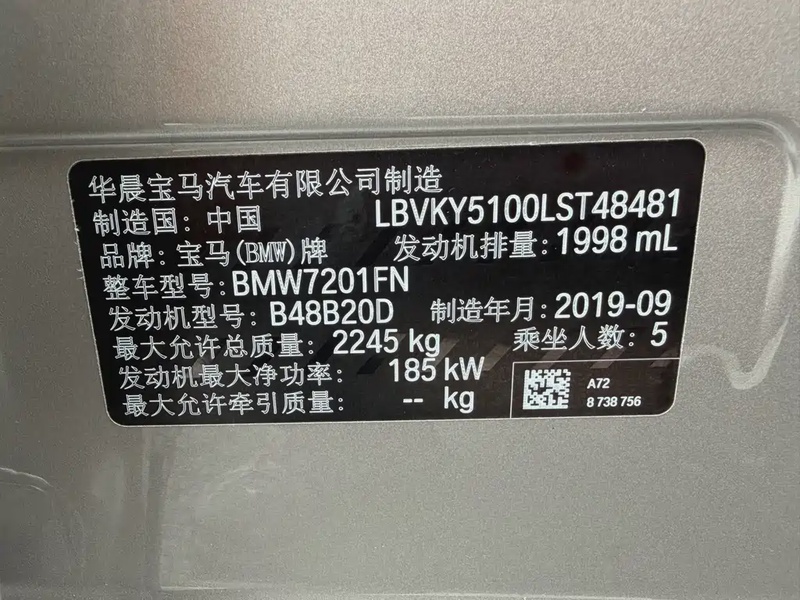 华晨宝马汽车有限公司制造
制造国: 中国 LBVKY5100LST48481
品牌: 宝马(BMW)牌 发动机排量: 1998 mL
整车型号: BMW7201FN
发动机型号: B48B20D 制造年月: 2019-09
最大允许总质量: 2245 kg 乘坐人数: 5
发动机最大净功率: 185 kW
最大允许牵引质量: -- kg
A72
8 738 756